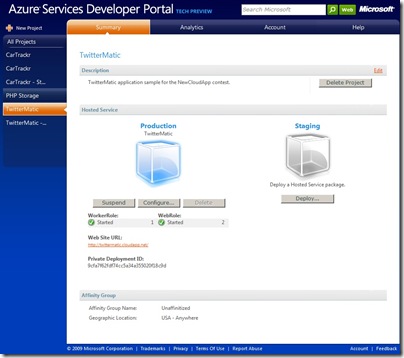 Azure™ Services Developer Portal TECH PREVIEW
Search Microsoft Web Microsoft
New Project
Summary Analytics Account Help
All Projects
CarTrackr
CarTrackr
CarTrackr - St...
PHP Storage
TwitterMatic
TwitterMatic -...
TwitterMatic
Description Edit
TwitterMatic application sample for the NewCloudApp contest.
Delete Project
Hosted Service
Production
TwitterMatic
Staging
Deploy a Hosted Service package.
Suspend Configure... Delete
Deploy...
WorkerRole: WebRole:
Started 1 Started 2
Web Site URL:
http://twittermatic.cloudapp.net/
Private Deployment ID:
Affinity Group
Affinity Group Name: Unaffinitized
Geographic Location: USA - Anywhere
© 2009 Microsoft Corporation | Trademarks | Privacy | Terms Of Use | Report Abuse
Account | Feedback